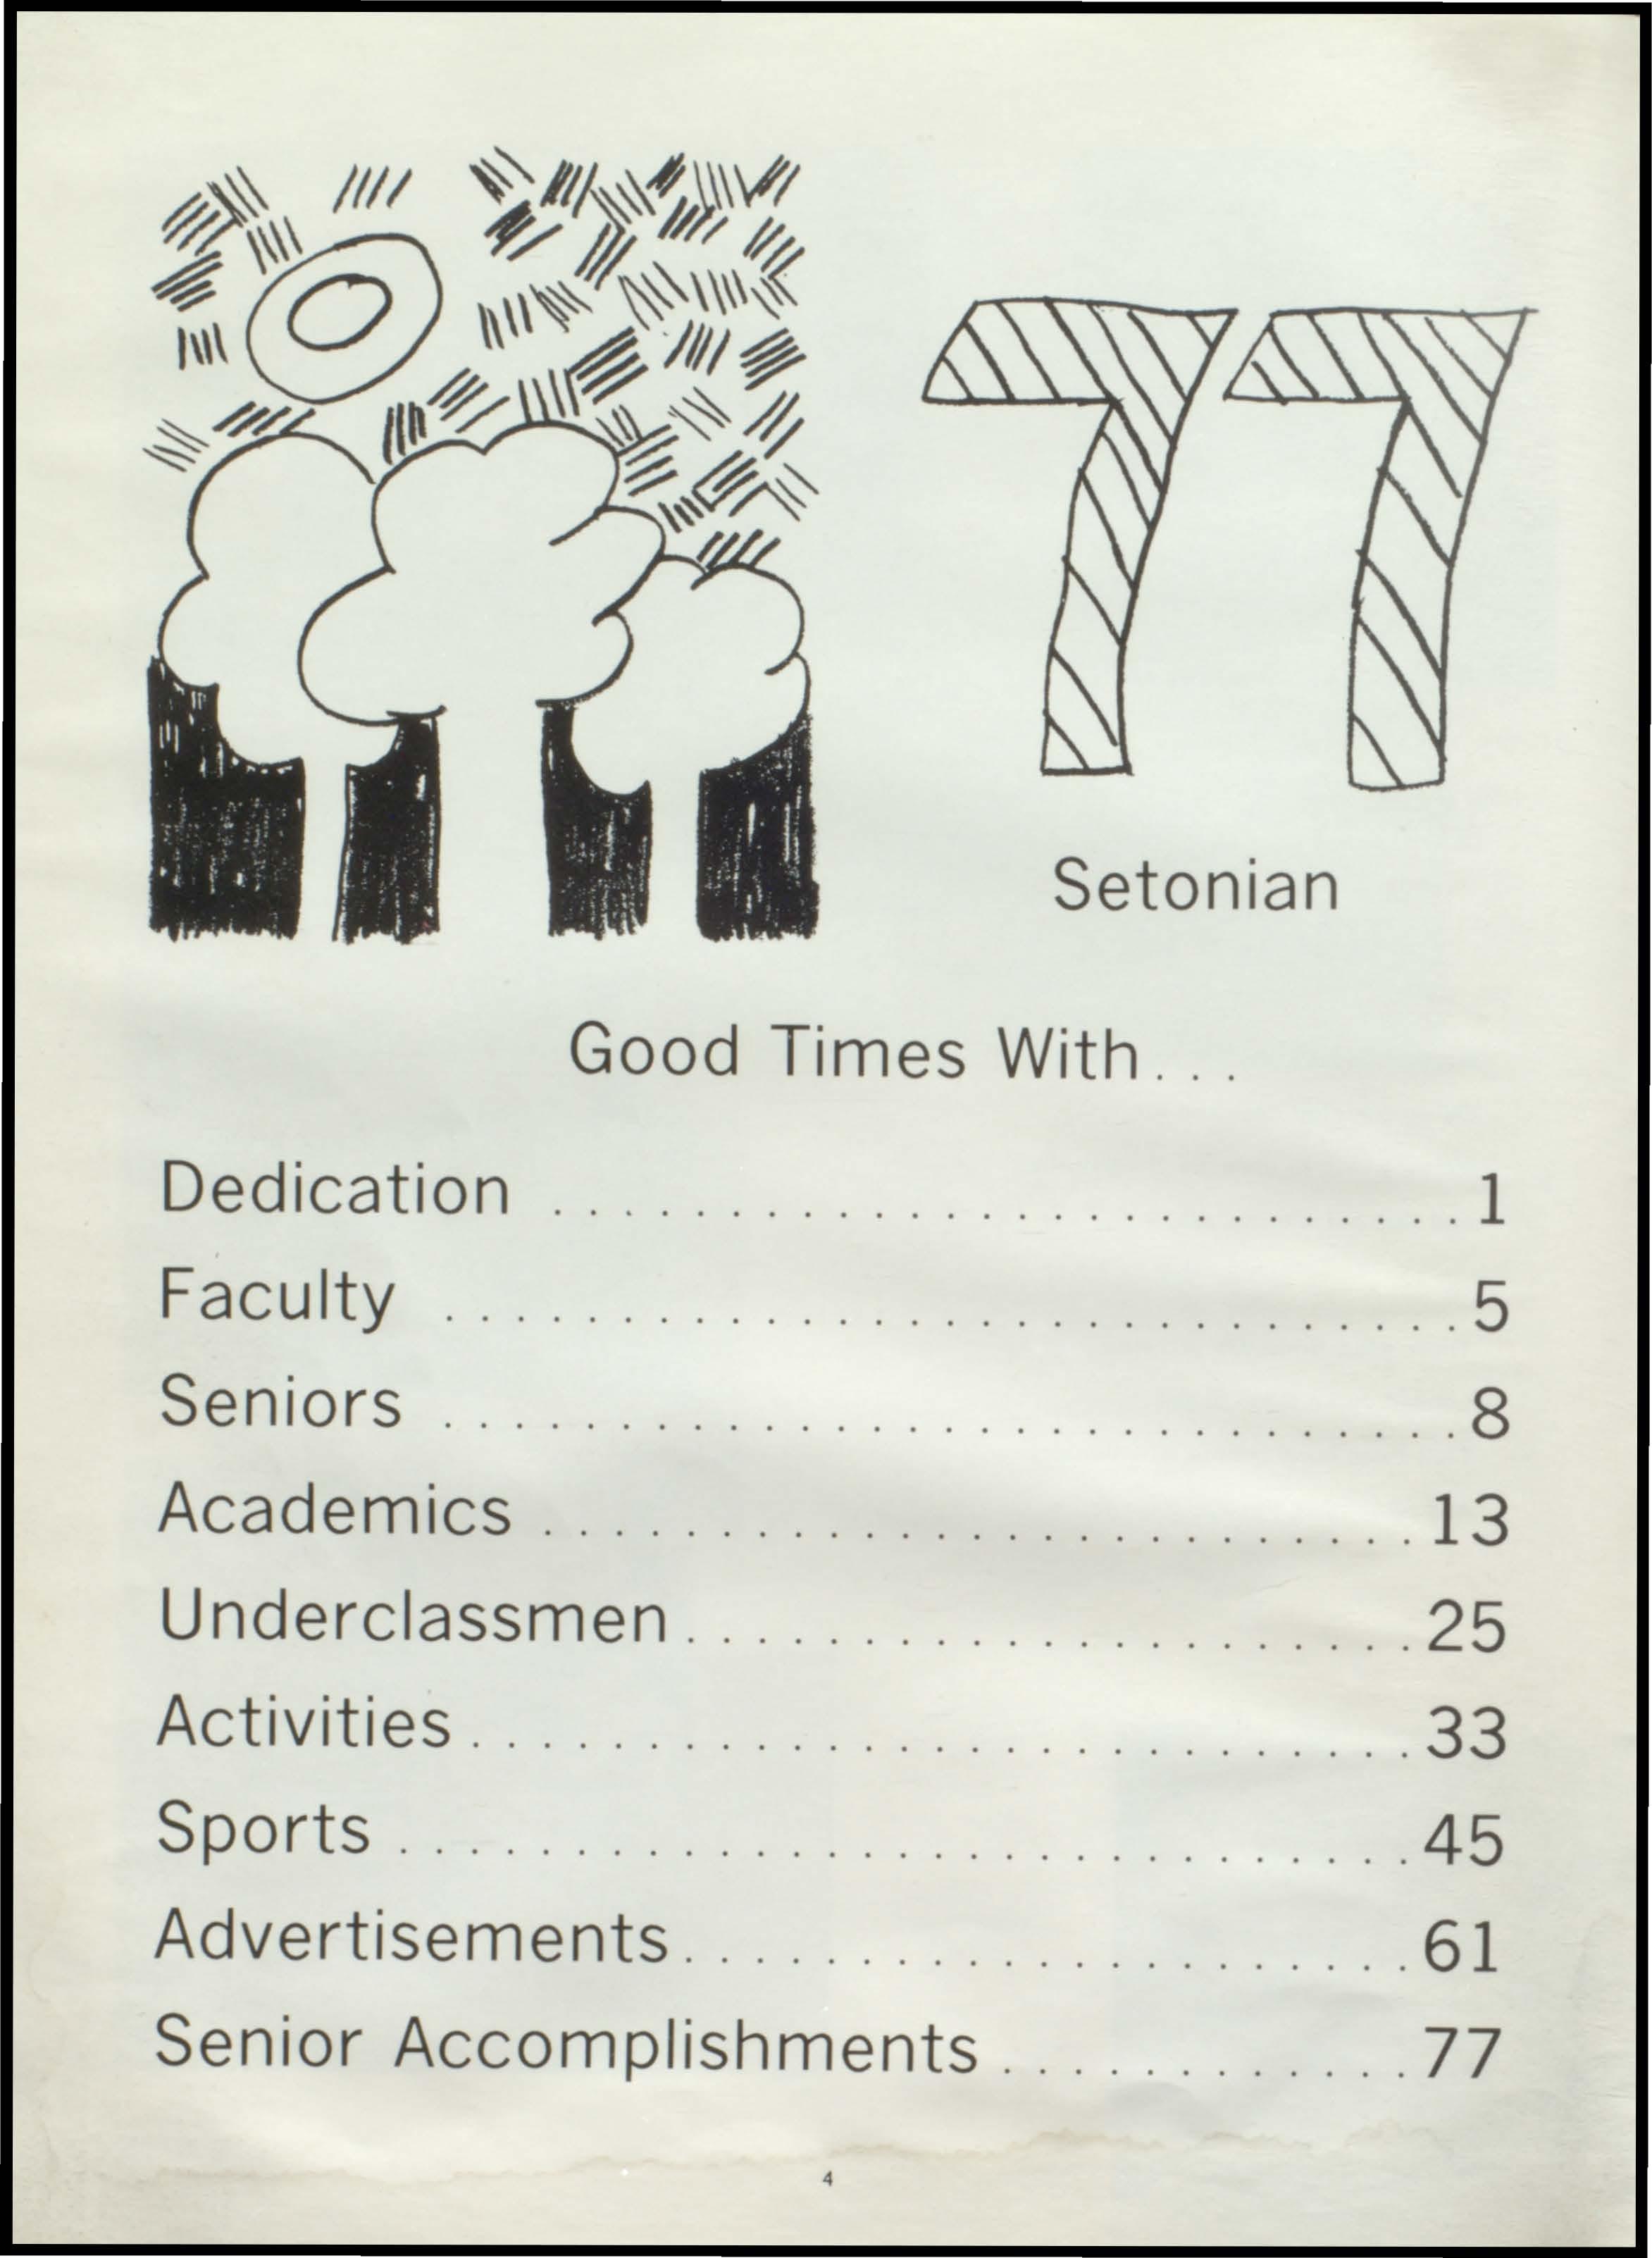 77
Setonian
Good Times With...
Dedication ..........................1
Faculty .............................5
Seniors .............................8
Academics .........................13
Underclassmen.....................25
Activities...........................33
Sports.............................45
Advertisements.....................61
Senior Accomplishments............77
4